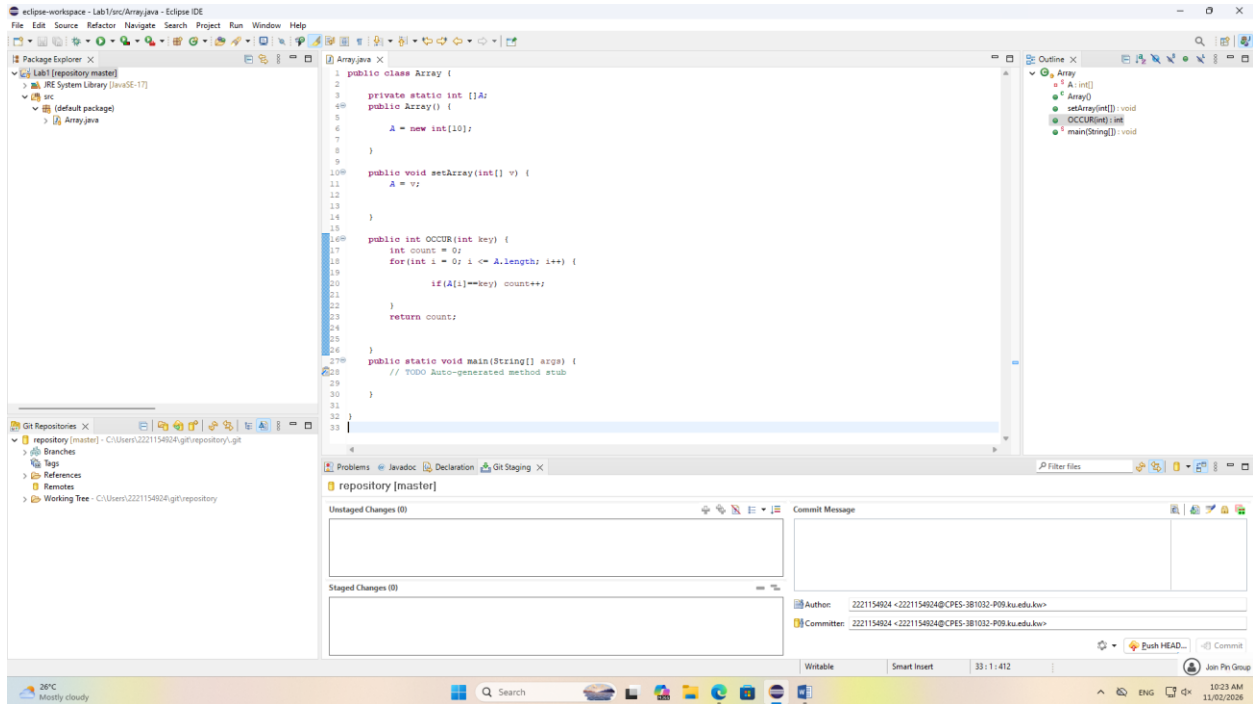 eclipse-workspace - Lab1/src/Array.java - Eclipse IDE
File Edit Source Refactor Navigate Search Project Run Window Help
Package Explorer
Lab1 [repository master]
JRE System Library [JavaSE-17]
src
(default package)
Array.java
Array.java
1 public class Array {
2
3 private static int []A;
4 public Array() {
5
6 A = new int[10];
7
8 }
9
10 public void setArray(int[] v) {
11 A = v;
12
13
14 }
15
16 public int OCCUR(int key) {
17 int count = 0;
18 for(int i = 0; i <= A.length; i++) {
19
20 if(A[i]==key) count++;
21
22 }
23 return count;
24
25
26 }
27 public static void main(String[] args) {
28 // TODO Auto-generated method stub
29
30 }
31
32 }
33
Outline
Array
A : int[]
Array()
setArray(int[]) : void
OCCUR(int) : int
main(String[]) : void
Git Repositories
repository [master] - C:\Users\2221154924\git\repository\.git
Branches
Tags
References
Remotes
Working Tree - C:\Users\2221154924\git\repository
Problems Javadoc Declaration Git Staging
Filter files
repository [master]
Unstaged Changes (0)
Staged Changes (0)
Commit Message
Author: 2221154924 <2221154924@CPES-3B1032-P09.ku.edu.kw>
Committer: 2221154924 <2221154924@CPES-3B1032-P09.ku.edu.kw>
Push HEAD... Commit
Writable Smart Insert 33 : 1 : 412 Join Pin Group
26°C
Mostly cloudy
Search
ENG
10:23 AM
11/02/2026